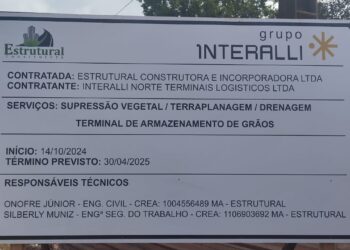 Estrutural
grupo
INTERALLI
CONTRATADA: ESTRUTURAL CONSTRUTORA E INCORPORADORA LTDA
CONTRATANTE: INTERALLI NORTE TERMINAIS LOGISTICOS LTDA
SERVIÇOS: SUPRESSÃO VEGETAL / TERRAPLANAGEM / DRENAGEM
TERMINAL DE ARMAZENAMENTO DE GRÃOS
INÍCIO: 14/10/2024
TÉRMINO PREVISTO: 30/04/2025
RESPONSÁVEIS TÉCNICOS
ONOFRE JÚNIOR - ENG. CIVIL - CREA: 1004556489 MA - ESTRUTURAL
SILBERLY MUNIZ - ENGª SEG. DO TRABALHO - CREA: 1106903692 MA - ESTRUTURAL